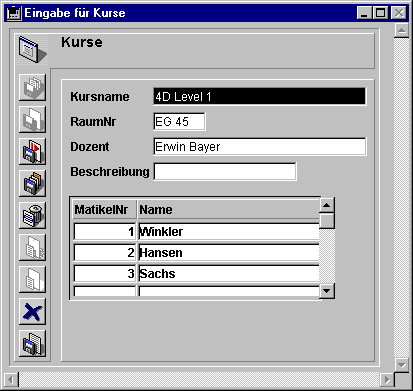 Eingabe für Kurse
Kurse
Kursname 4D Level 1
RaumNr EG 45
Dozent Erwin Bayer
Beschreibung
MatikelNr Name
1 Winkler
2 Hansen
3 Sachs